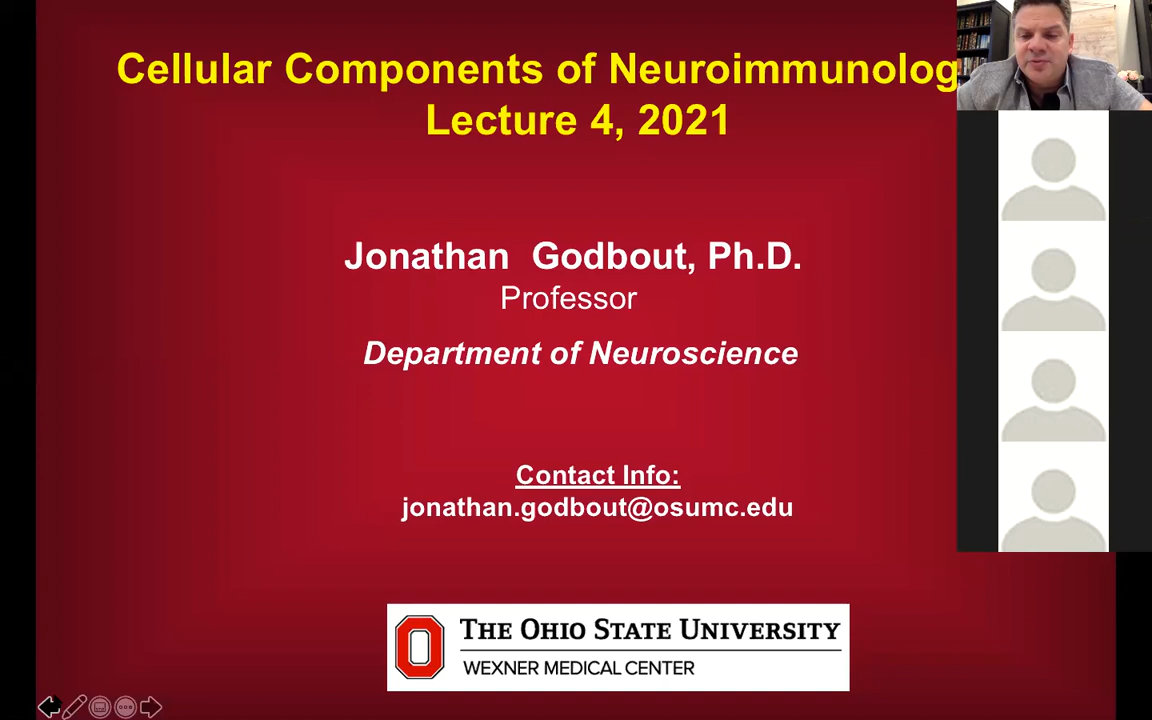 Cellular Components of Neuroimmunolog
Lecture 4, 2021
Jonathan Godbout, Ph.D.
Professor
Department of Neuroscience
Contact Info:
jonathan.godbout@osumc.edu
THE OHIO STATE UNIVERSITY
WEXNER MEDICAL CENTER